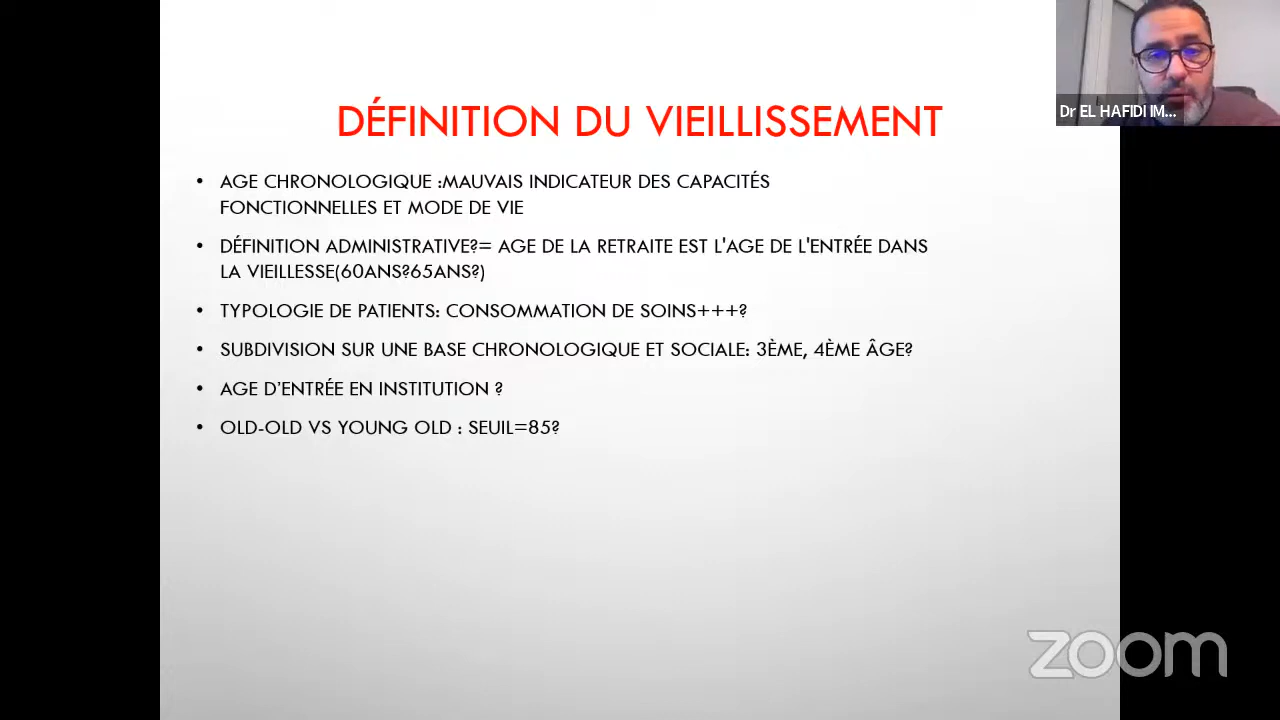 DÉFINITION DU VIEILLISSEMENT
• AGE CHRONOLOGIQUE :MAUVAIS INDICATEUR DES CAPACITÉS
FONCTIONNELLES ET MODE DE VIE
• DÉFINITION ADMINISTRATIVE?= AGE DE LA RETRAITE EST L'AGE DE L'ENTRÉE DANS
LA VIEILLESSE(60ANS?65ANS?)
• TYPOLOGIE DE PATIENTS: CONSOMMATION DE SOINS+++?
• SUBDIVISION SUR UNE BASE CHRONOLOGIQUE ET SOCIALE: 3ÈME, 4ÈME ÂGE?
• AGE D'ENTRÉE EN INSTITUTION ?
• OLD-OLD VS YOUNG OLD : SEUIL=85?
Dr EL HAFIDI IM...
zoom